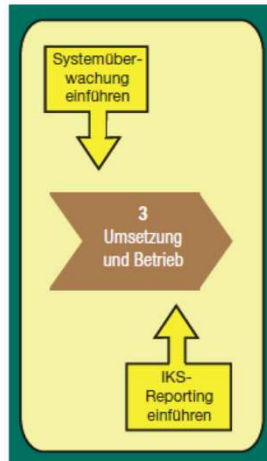 Systemüber-
wachung
einführen
3
Umsetzung
und Betrieb
IKS-
Reporting
einführen